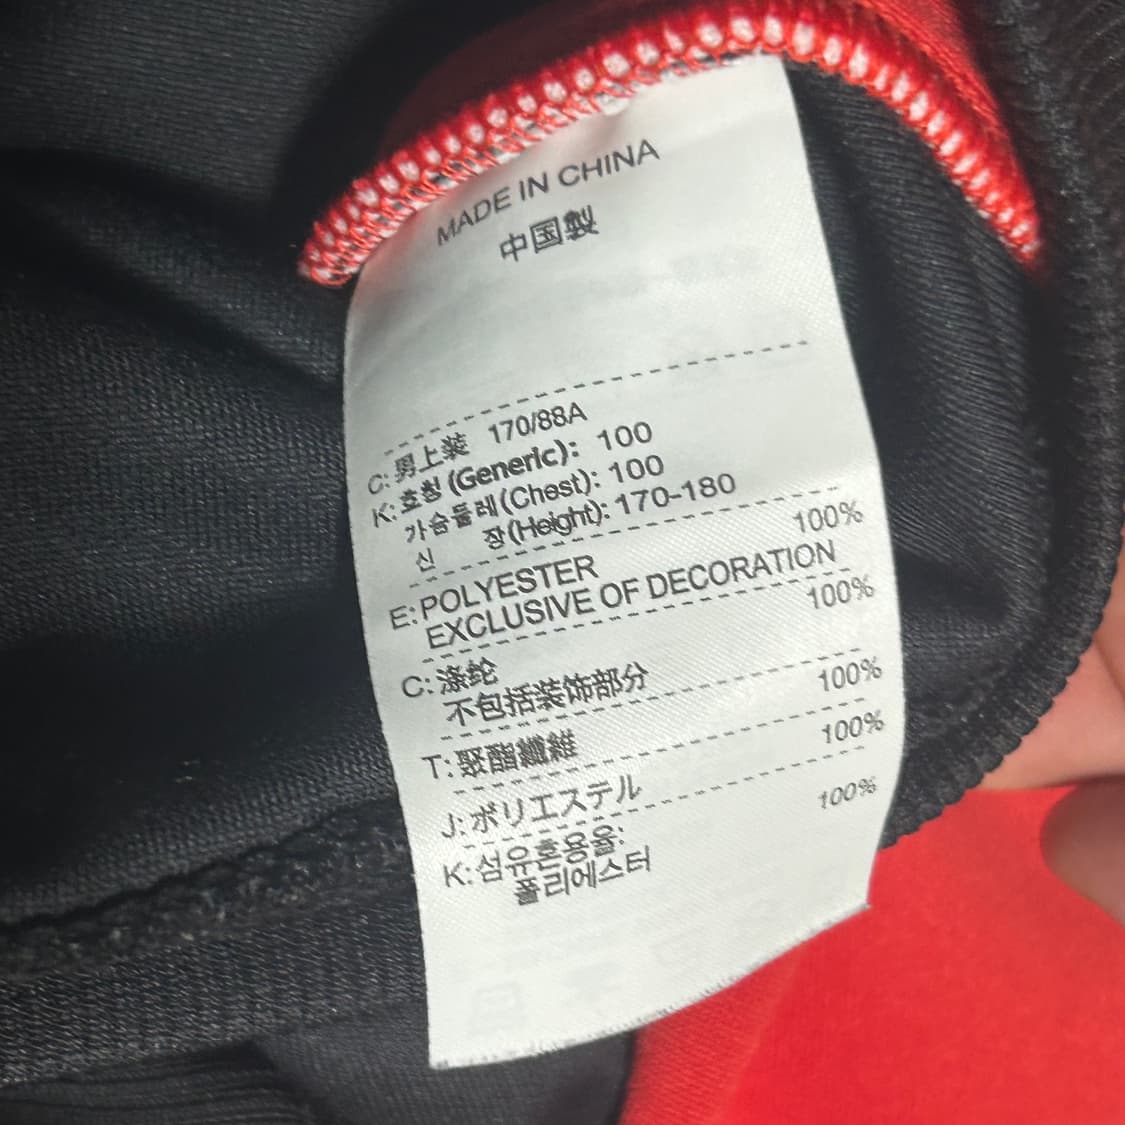 MADE IN CHINA
中国製
C: 男上装 170/88A
K: 호칭 (Generic): 100
가슴둘레(Chest): 100
신 장(Height): 170-180
E: POLYESTER 100%
EXCLUSIVE OF DECORATION
C: 涤纶 100%
不包括装饰部分
T: 聚酯纖維 100%
J: ポリエステル 100%
K: 섬유혼용율:
폴리에스터 100%